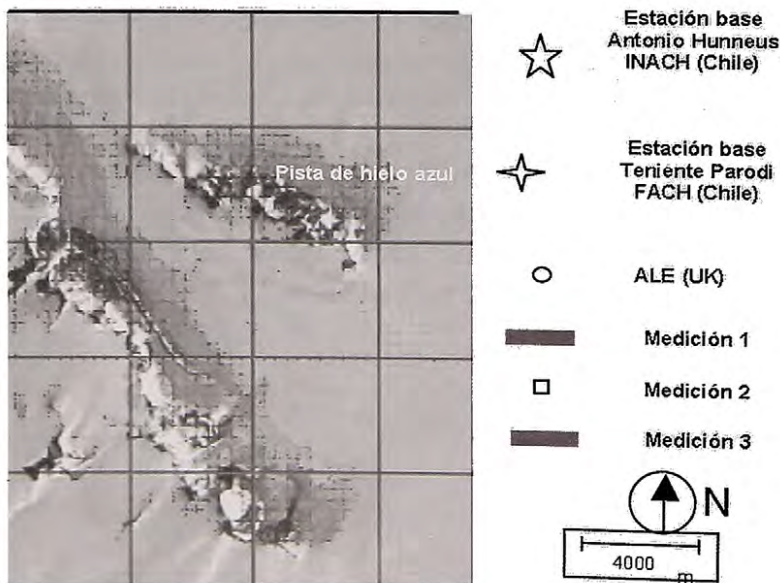 Pista de hielo azul
Estación base
Antonio Hunneus
INACH (Chile)
Estación base
Teniente Parodi
FACH (Chile)
ALE (UK)
Medición 1
Medición 2
Medición 3
N
4000
m